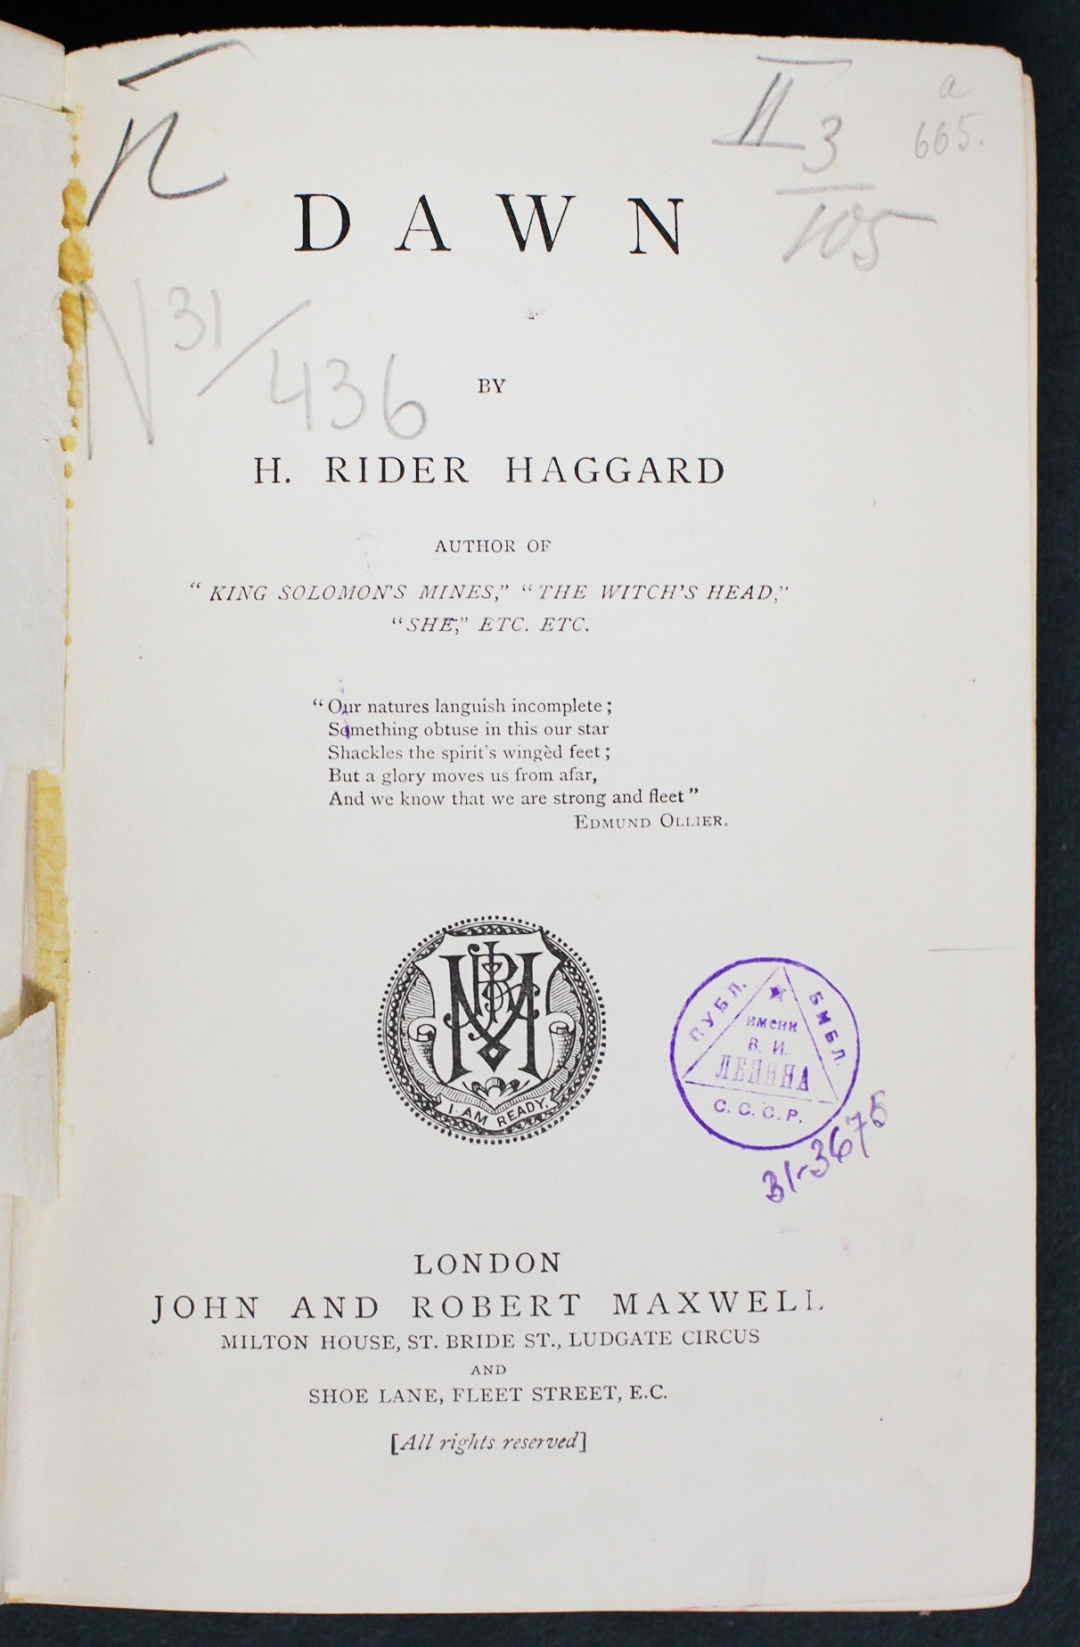 II 3
105
a
665.
DAWN
31/436
BY
H. RIDER HAGGARD
AUTHOR OF
“KING SOLOMON'S MINES,” “THE WITCH'S HEAD,”
“SHE,” ETC. ETC.
“Our natures languish incomplete;
Something obtuse in this our star
Shackles the spirit's wingèd feet;
But a glory moves us from afar,
And we know that we are strong and fleet”
EDMUND OLLIER.
I AM READY.
ПУБЛ. БИБЛ.
имени
В. И.
ЛЕНИНА
С.С.С.Р.
31-3675
LONDON
JOHN AND ROBERT MAXWELL
MILTON HOUSE, ST. BRIDE ST., LUDGATE CIRCUS
AND
SHOE LANE, FLEET STREET, E.C.
[All rights reserved]